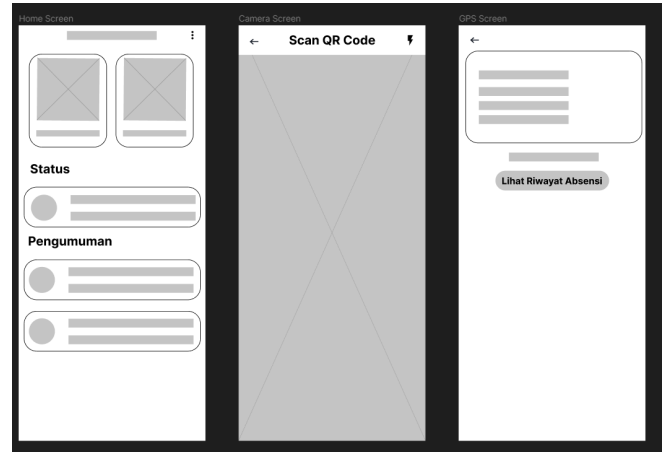 Home Screen
Camera Screen
GPS Screen
Scan QR Code
Status
Lihat Riwayat Absensi
Pengumuman